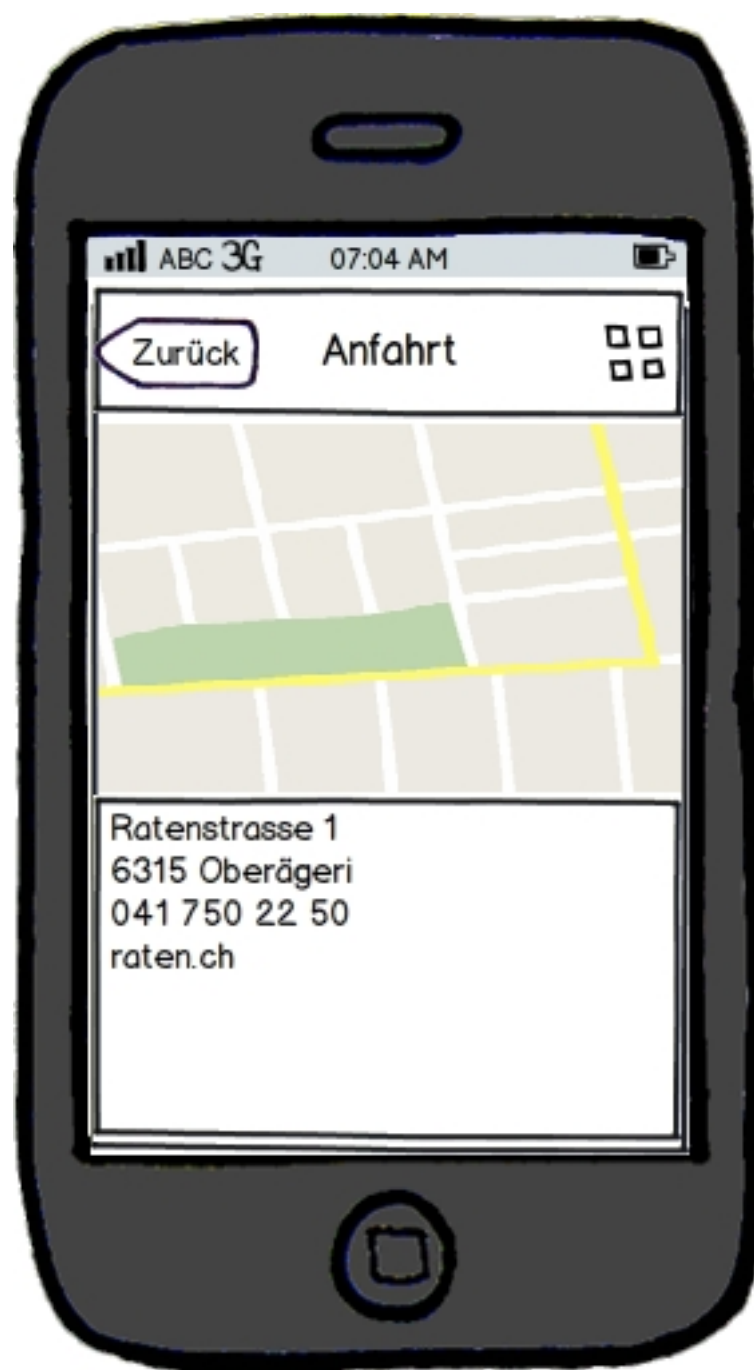 ABC 3G 07:04 AM
Zurück Anfahrt
Ratenstrasse 1
6315 Oberägeri
041 750 22 50
raten.ch